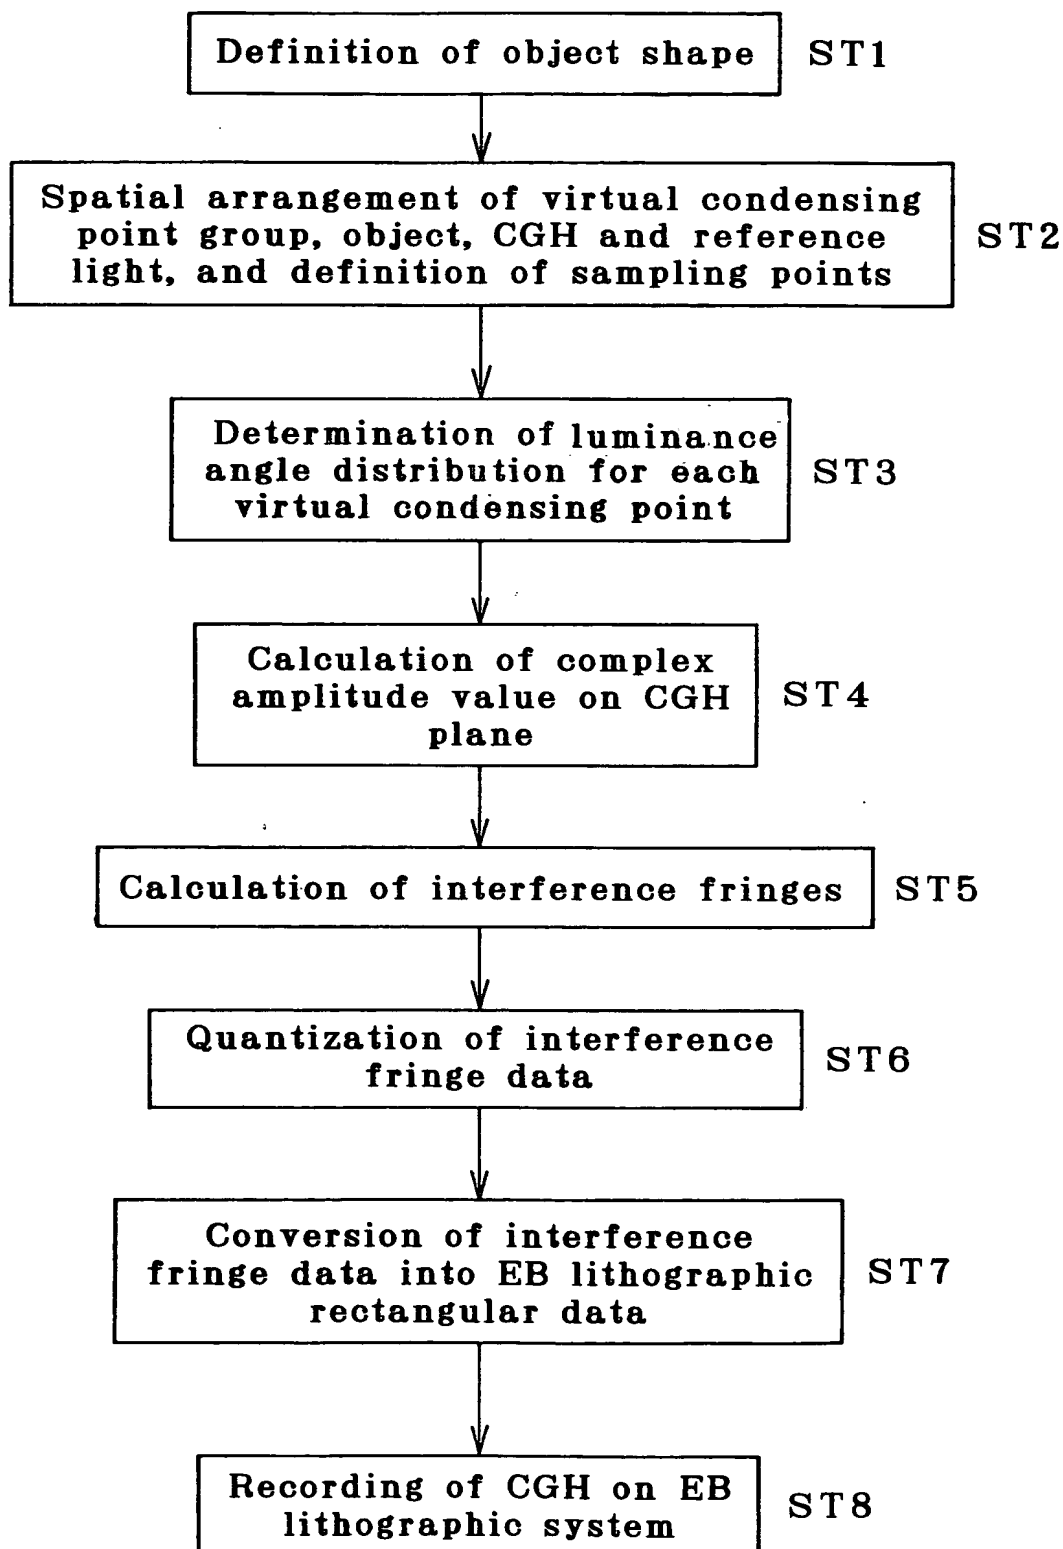 Definition of object shape
ST1
Spatial arrangement of virtual condensing
point group, object, CGH and reference
light, and definition of sampling points
ST2
Determination of luminance
angle distribution for each
virtual condensing point
ST3
Calculation of complex
amplitude value on CGH
plane
ST4
Calculation of interference fringes
ST5
Quantization of interference
fringe data
ST6
Conversion of interference
fringe data into EB lithographic
rectangular data
ST7
Recording of CGH on EB
lithographic system
ST8